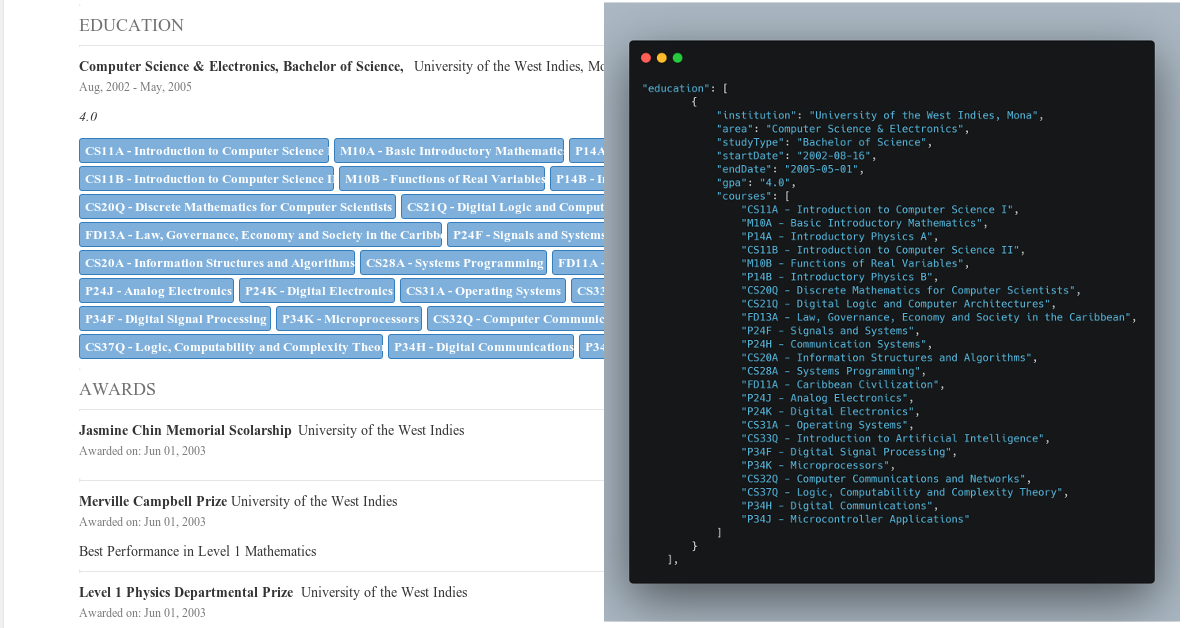 EDUCATION
Computer Science & Electronics, Bachelor of Science, University of the West Indies, Mo
Aug, 2002 - May, 2005
4.0
CS11A - Introduction to Computer Science I M10A - Basic Introductory Mathematics P14A
CS11B - Introduction to Computer Science II M10B - Functions of Real Variables P14B - In
CS20Q - Discrete Mathematics for Computer Scientists CS21Q - Digital Logic and Comput
FD13A - Law, Governance, Economy and Society in the Caribbe P24F - Signals and Systems
CS20A - Information Structures and Algorithms CS28A - Systems Programming FD11A -
P24J - Analog Electronics P24K - Digital Electronics CS31A - Operating Systems CS33
P34F - Digital Signal Processing P34K - Microprocessors CS32Q - Computer Communic
CS37Q - Logic, Computability and Complexity Theor P34H - Digital Communications P34
AWARDS
Jasmine Chin Memorial Scolarship University of the West Indies
Awarded on: Jun 01, 2003
Merville Campbell Prize University of the West Indies
Awarded on: Jun 01, 2003
Best Performance in Level 1 Mathematics
Level 1 Physics Departmental Prize University of the West Indies
Awarded on: Jun 01, 2003
"education": [
{
"institution": "University of the West Indies, Mona",
"area": "Computer Science & Electronics",
"studyType": "Bachelor of Science",
"startDate": "2002-08-16",
"endDate": "2005-05-01",
"gpa": "4.0",
"courses": [
"CS11A - Introduction to Computer Science I",
"M10A - Basic Introductory Mathematics",
"P14A - Introductory Physics A",
"CS11B - Introduction to Computer Science II",
"M10B - Functions of Real Variables",
"P14B - Introductory Physics B",
"CS20Q - Discrete Mathematics for Computer Scientists",
"CS21Q - Digital Logic and Computer Architectures",
"FD13A - Law, Governance, Economy and Society in the Caribbean",
"P24F - Signals and Systems",
"P24H - Communication Systems",
"CS20A - Information Structures and Algorithms",
"CS28A - Systems Programming",
"FD11A - Caribbean Civilization",
"P24J - Analog Electronics",
"P24K - Digital Electronics",
"CS31A - Operating Systems",
"CS33Q - Introduction to Artificial Intelligence",
"P34F - Digital Signal Processing",
"P34K - Microprocessors",
"CS32Q - Computer Communications and Networks",
"CS37Q - Logic, Computability and Complexity Theory",
"P34H - Digital Communications",
"P34J - Microcontroller Applications"
]
}
],